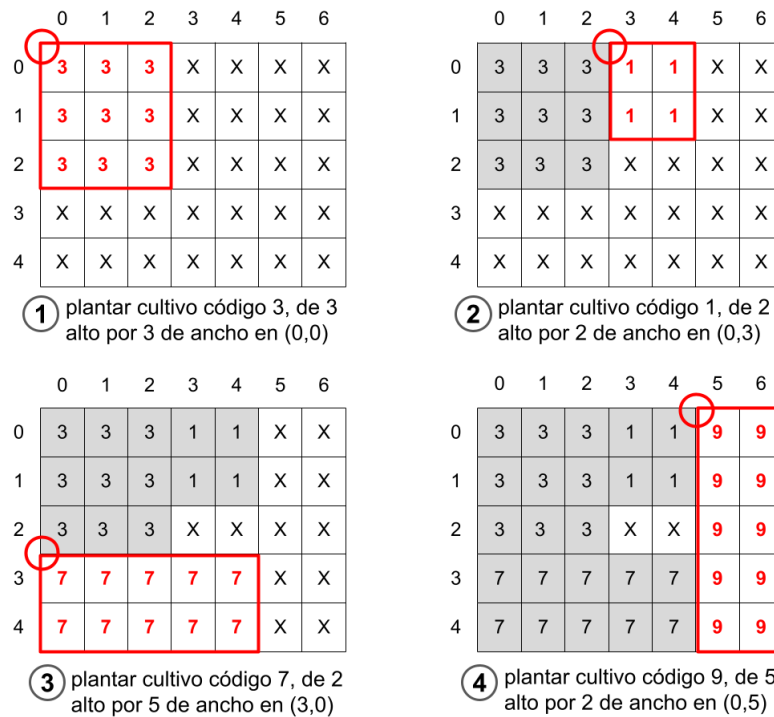 0 1 2 3 4 5 6
0 3 3 3 X X X X
1 3 3 3 X X X X
2 3 3 3 X X X X
3 X X X X X X X
4 X X X X X X X
1 plantar cultivo código 3, de 3
alto por 3 de ancho en (0,0)
0 1 2 3 4 5 6
0 3 3 3 1 1 X X
1 3 3 3 1 1 X X
2 3 3 3 X X X X
3 X X X X X X X
4 X X X X X X X
2 plantar cultivo código 1, de 2
alto por 2 de ancho en (0,3)
0 1 2 3 4 5 6
0 3 3 3 1 1 X X
1 3 3 3 1 1 X X
2 3 3 3 X X X X
3 7 7 7 7 7 X X
4 7 7 7 7 7 X X
3 plantar cultivo código 7, de 2
alto por 5 de ancho en (3,0)
0 1 2 3 4 5 6
0 3 3 3 1 1 9 9
1 3 3 3 1 1 9 9
2 3 3 3 X X 9 9
3 7 7 7 7 7 9 9
4 7 7 7 7 7 9 9
4 plantar cultivo código 9, de 5
alto por 2 de ancho en (0,5)